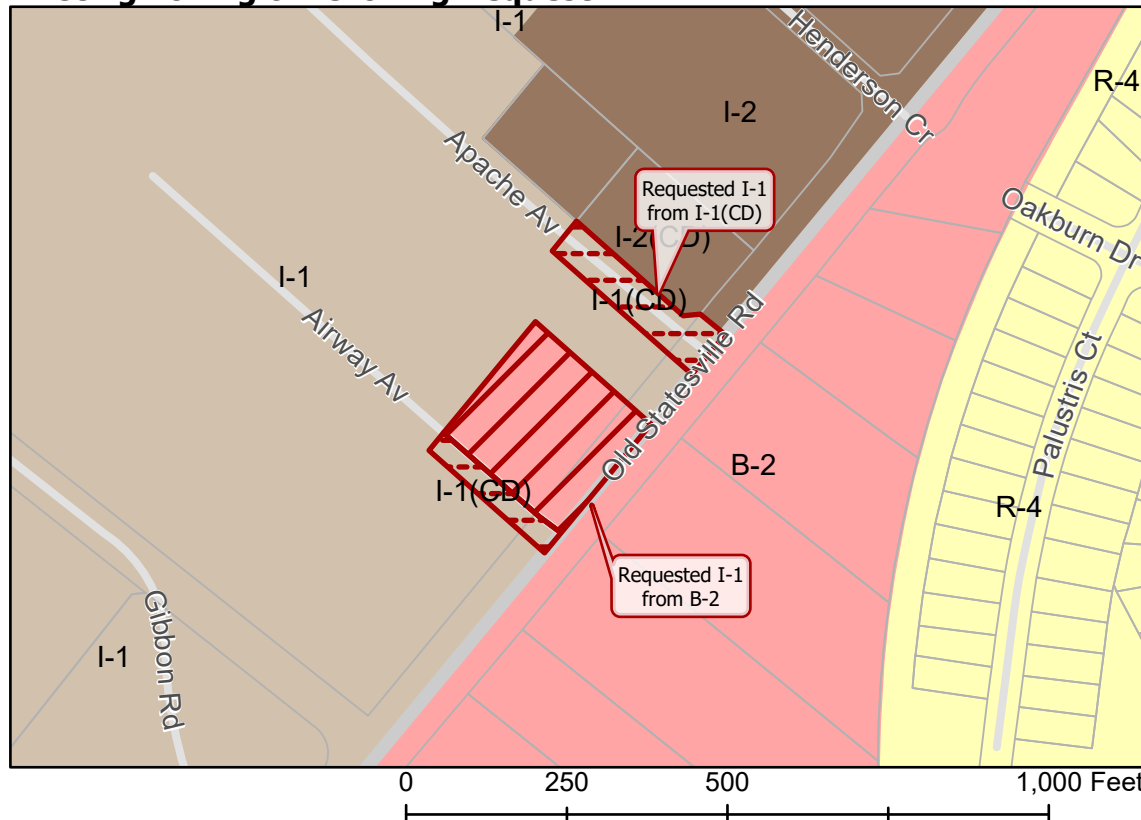 I-1
Henderson Cr
R-4
I-2
Apache Av
Requested I-1
from I-1(CD)
Oakburn Dr
I-2(CD)
I-1
I-1(CD)
Airway Av
Old Statesville Rd
Palustris Ct
B-2
I-1(CD)
R-4
Requested I-1
from B-2
Gibbon Rd
I-1
0 250 500 1,000 Feet